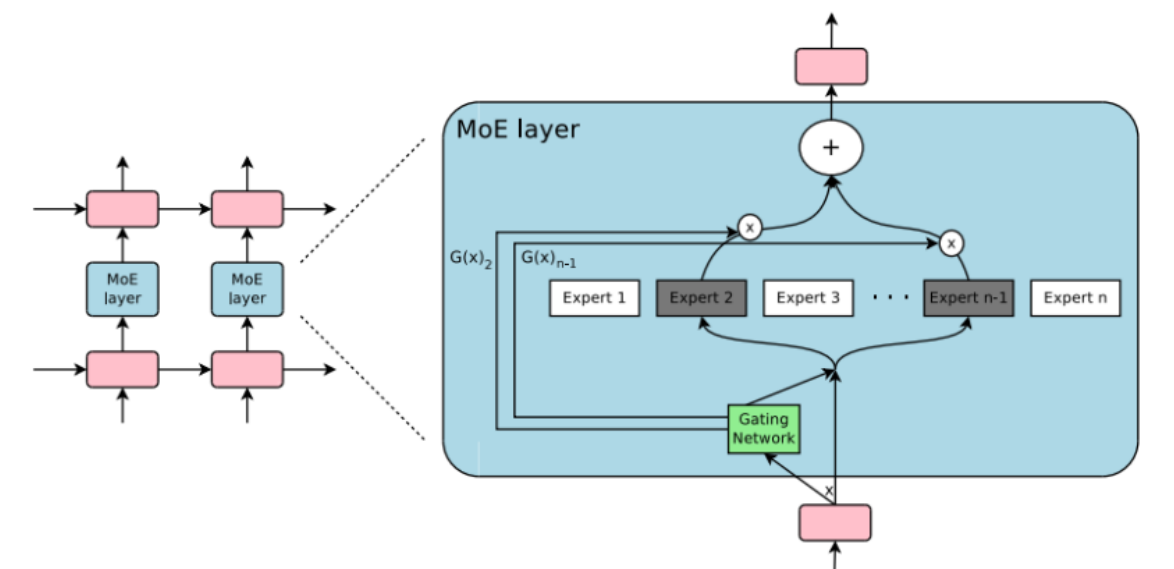 MoE layer
+
x
x
G(x)2
G(x)n-1
MoE
layer
MoE
layer
Expert 1
Expert 2
Expert 3
. . .
Expert n-1
Expert n
Gating
Network
x